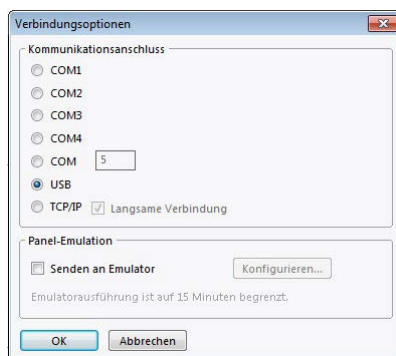 Verbindungsoptionen
Kommunikationsanschluss
COM1
COM2
COM3
COM4
COM 5
USB
TCP/IP Langsame Verbindung
Panel-Emulation
Senden an Emulator Konfigurieren...
Emulatorausführung ist auf 15 Minuten begrenzt.
OK Abbrechen